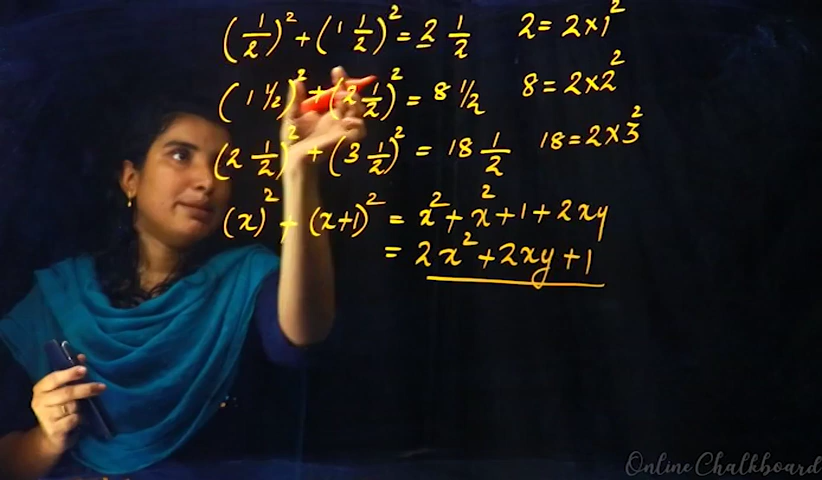 (1/2)² + (1 1/2)² = 2 1/2 2 = 2×1²
(1 1/2)² + (2 1/2)² = 8 1/2 8 = 2×2²
(2 1/2)² + (3 1/2)² = 18 1/2 18 = 2×3²
(x)² + (x+1)² = x² + x² + 1 + 2xy
= 2x² + 2xy + 1
Online Chalkboard